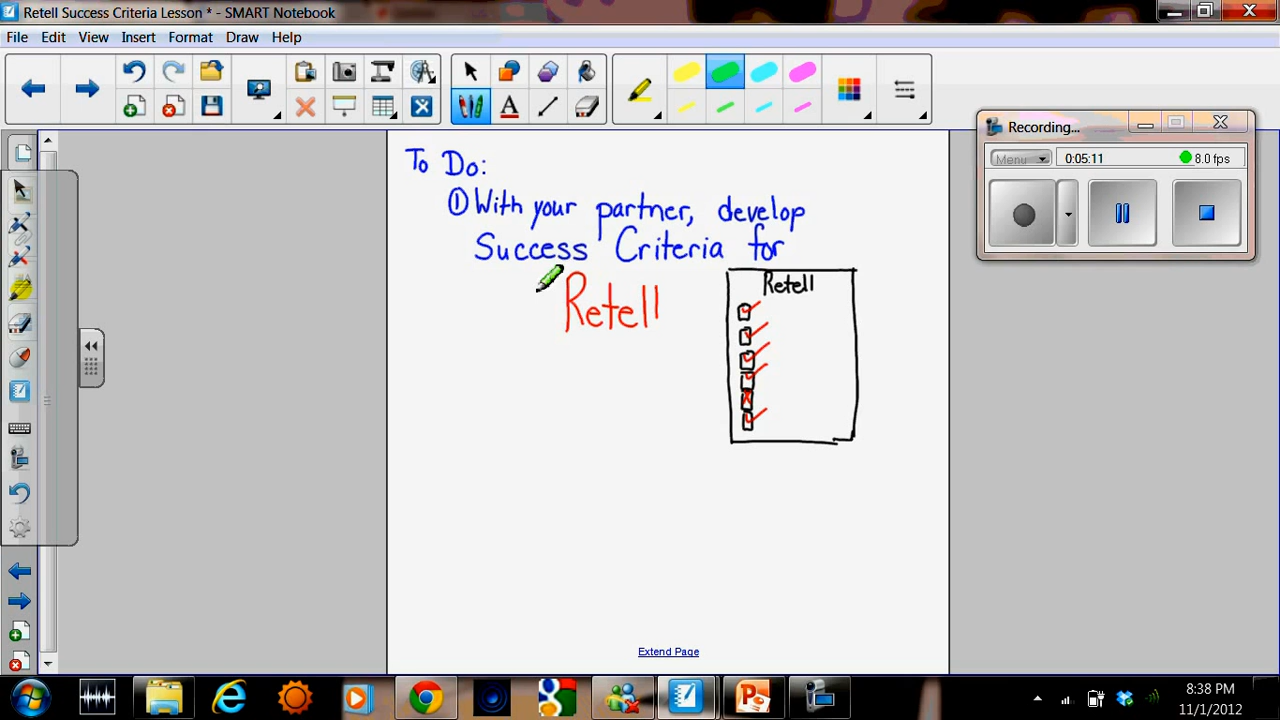 Retell Success Criteria Lesson * - SMART Notebook
File Edit View Insert Format Draw Help
Recording...
Menu 0:05:11 8.0 fps
To Do:
① With your partner, develop
Success Criteria for
Retell
Retell
Extend Page
8:38 PM
11/1/2012